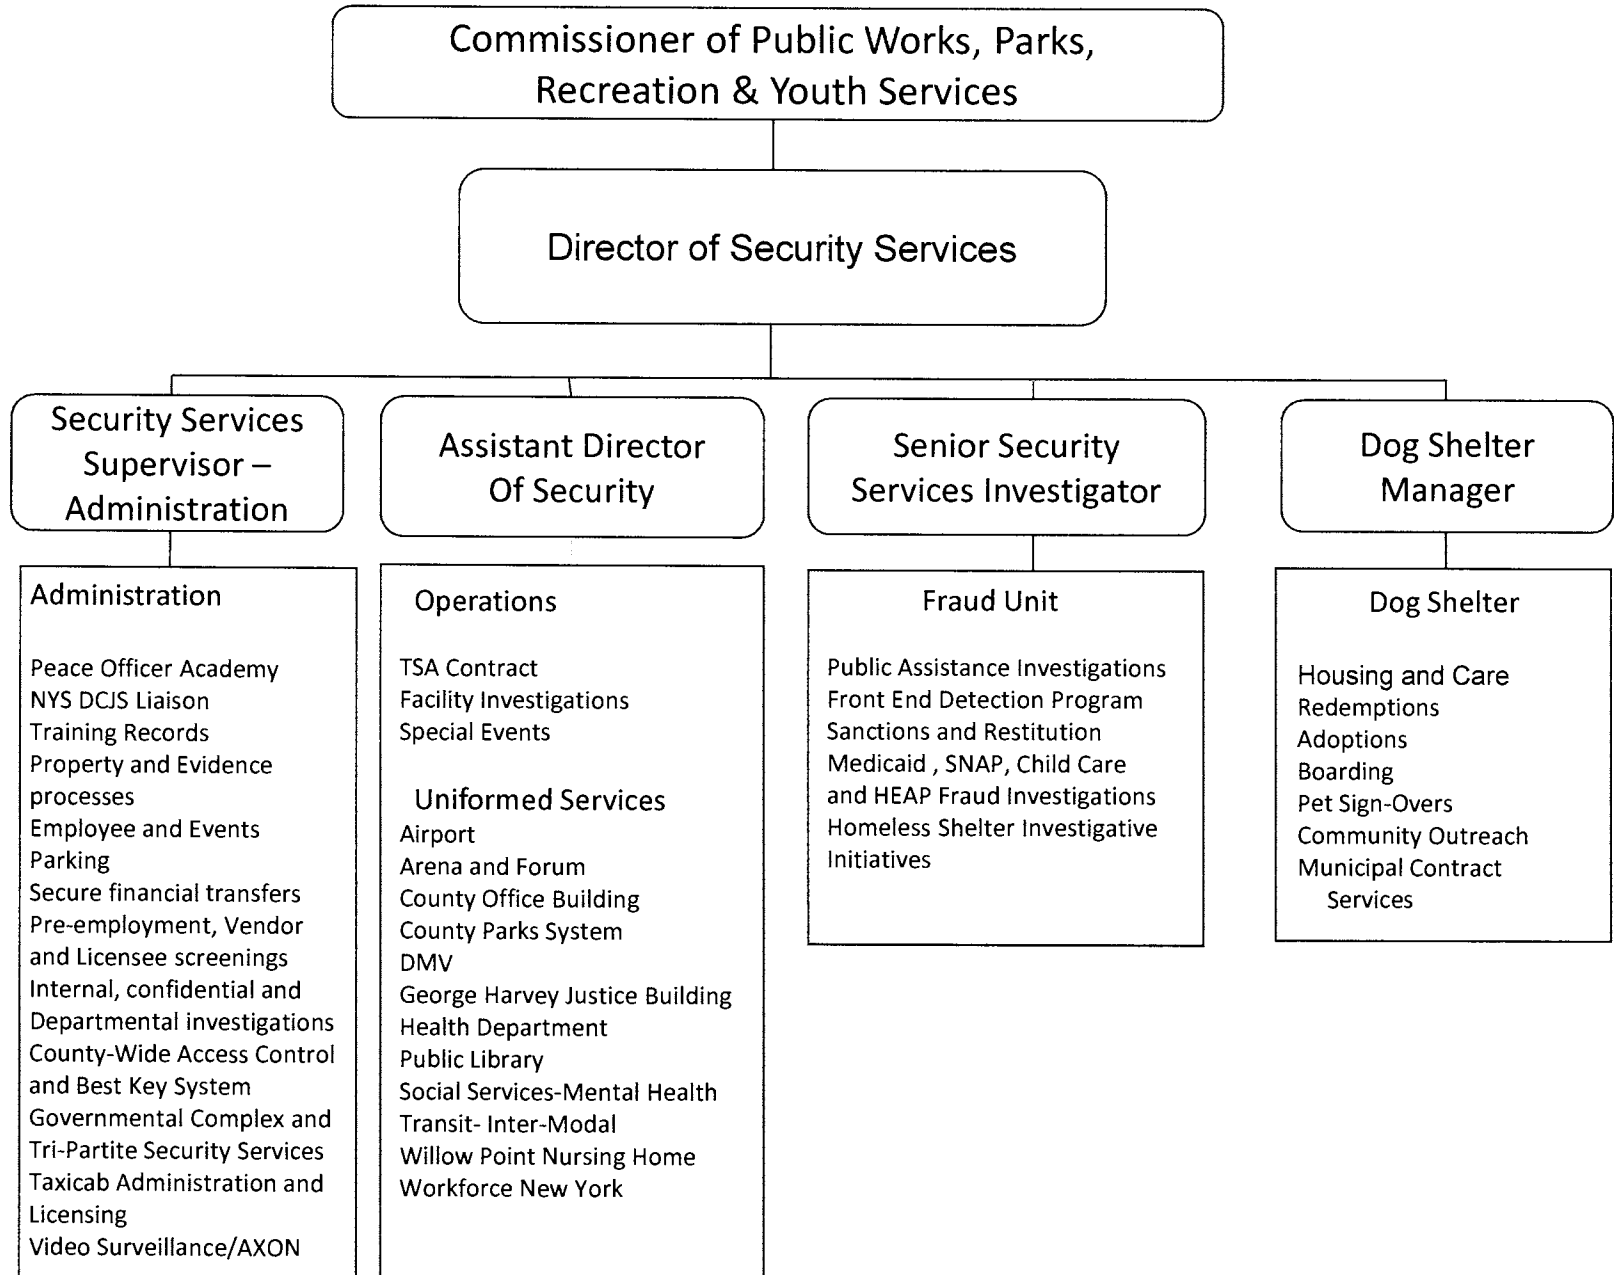 Commissioner of Public Works, Parks,
Recreation & Youth Services
Director of Security Services
Security Services
Supervisor –
Administration
Assistant Director
Of Security
Senior Security
Services Investigator
Dog Shelter
Manager
Administration
Peace Officer Academy
NYS DCJS Liaison
Training Records
Property and Evidence
processes
Employee and Events
Parking
Secure financial transfers
Pre-employment, Vendor
and Licensee screenings
Internal, confidential and
Departmental investigations
County-Wide Access Control
and Best Key System
Governmental Complex and
Tri-Partite Security Services
Taxicab Administration and
Licensing
Video Surveillance/AXON
Operations
TSA Contract
Facility Investigations
Special Events
Uniformed Services
Airport
Arena and Forum
County Office Building
County Parks System
DMV
George Harvey Justice Building
Health Department
Public Library
Social Services-Mental Health
Transit- Inter-Modal
Willow Point Nursing Home
Workforce New York
Fraud Unit
Public Assistance Investigations
Front End Detection Program
Sanctions and Restitution
Medicaid , SNAP, Child Care
and HEAP Fraud Investigations
Homeless Shelter Investigative
Initiatives
Dog Shelter
Housing and Care
Redemptions
Adoptions
Boarding
Pet Sign-Overs
Community Outreach
Municipal Contract
Services